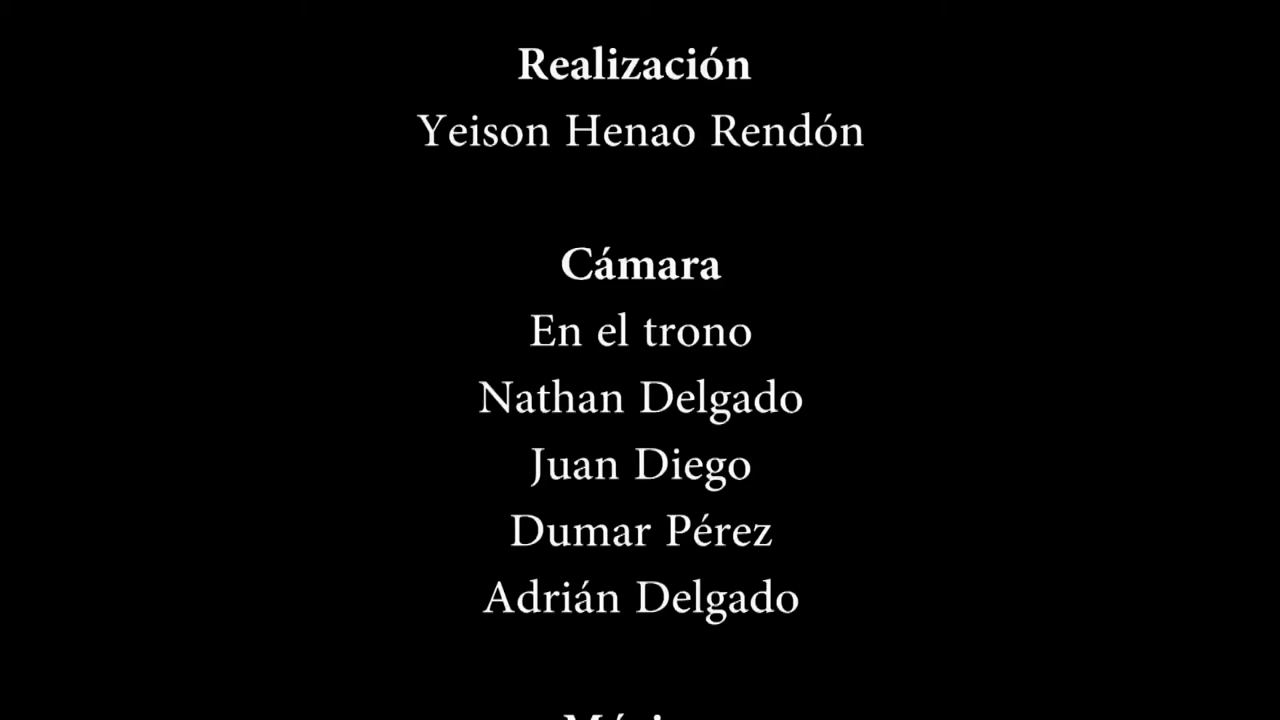 Realización
Yeison Henao Rendón
Cámara
En el trono
Nathan Delgado
Juan Diego
Dumar Pérez
Adrián Delgado